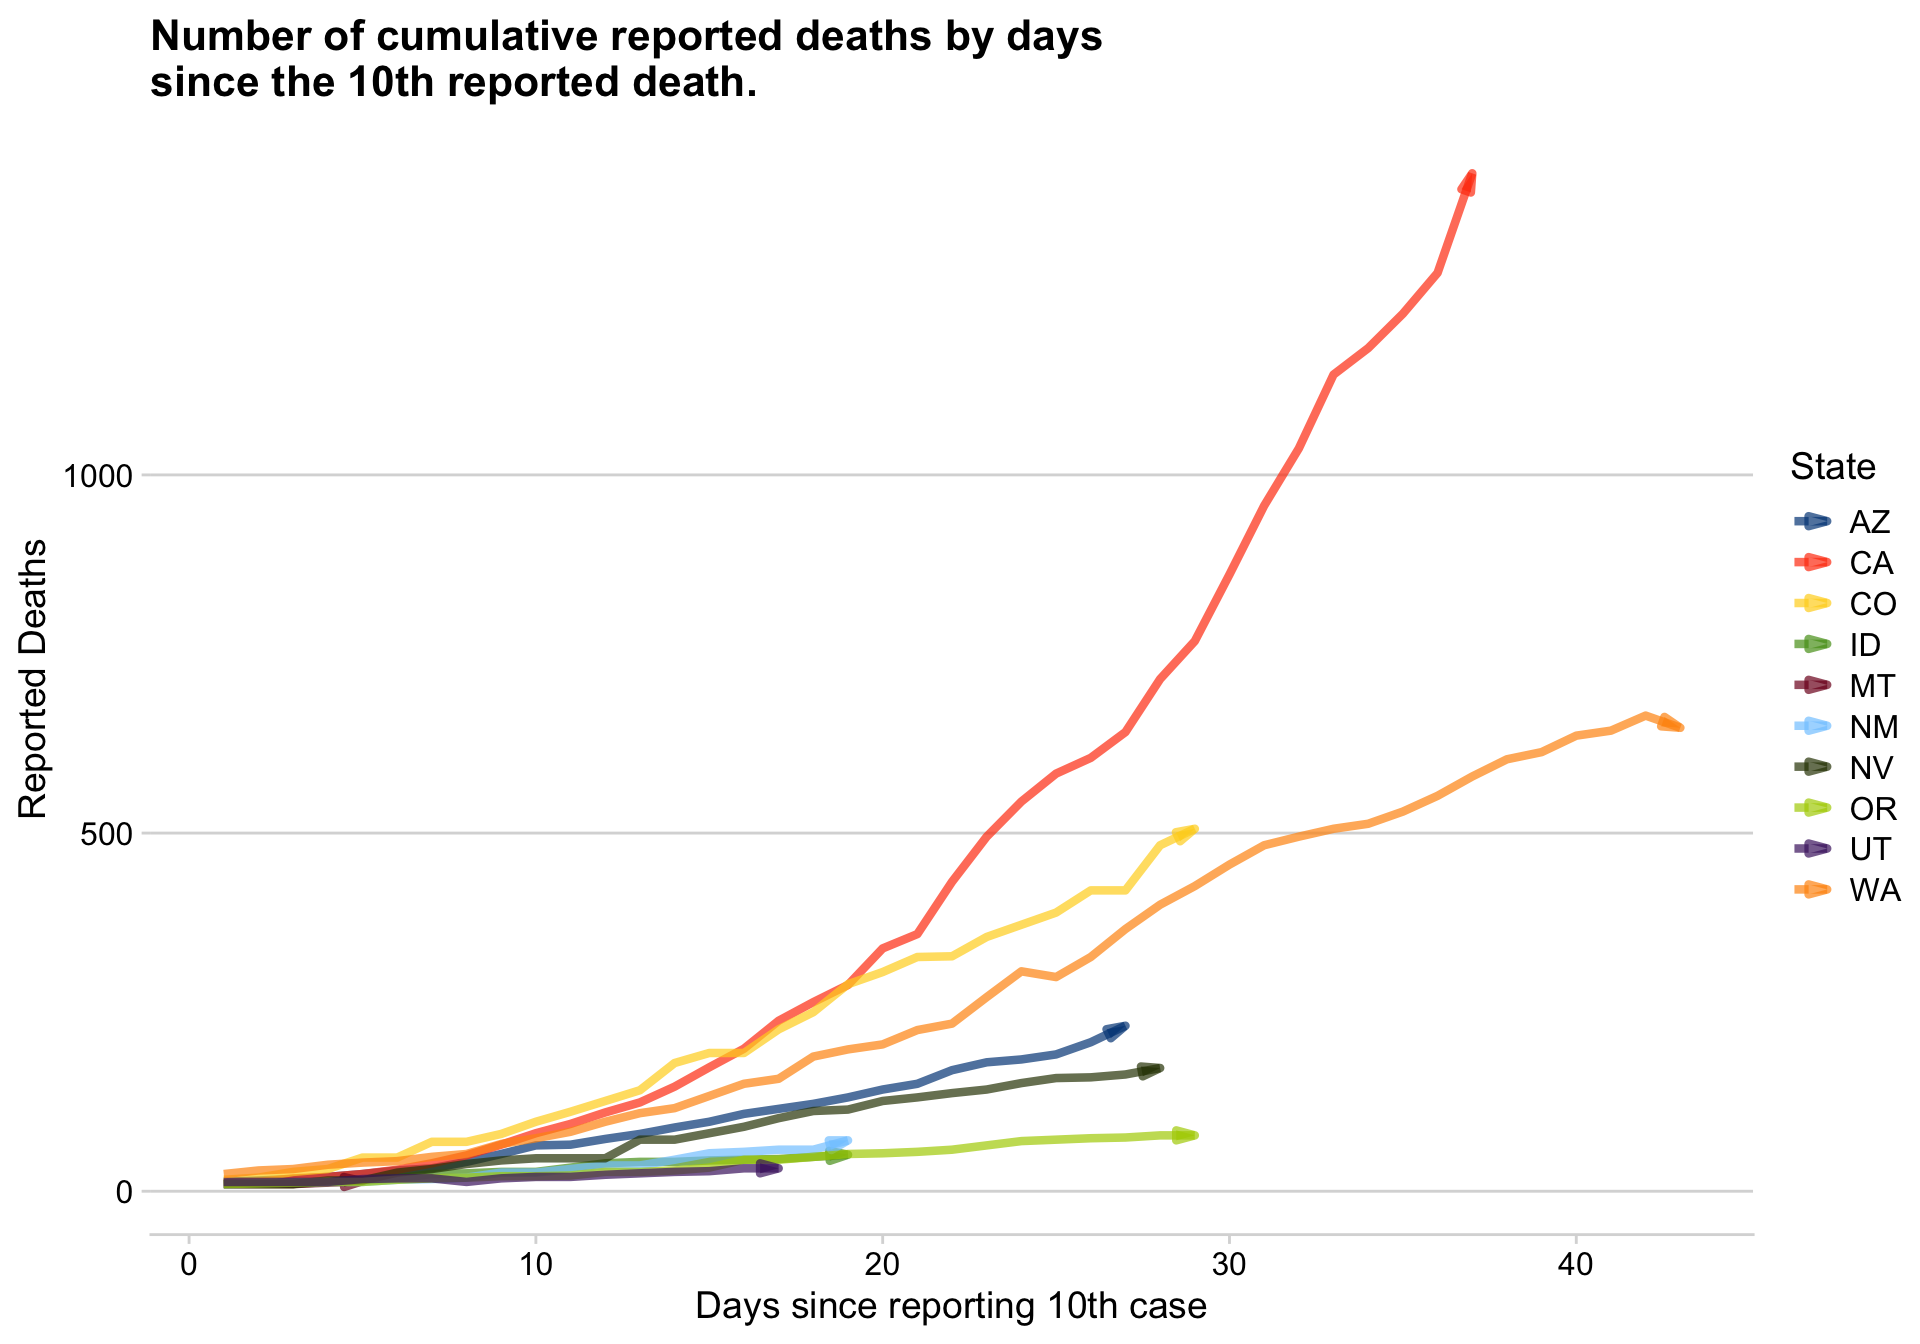 Number of cumulative reported deaths by days
since the 10th reported death.
1000
500
0
Reported Deaths
0 10 20 30 40
Days since reporting 10th case
State
AZ
CA
CO
ID
MT
NM
NV
OR
UT
WA